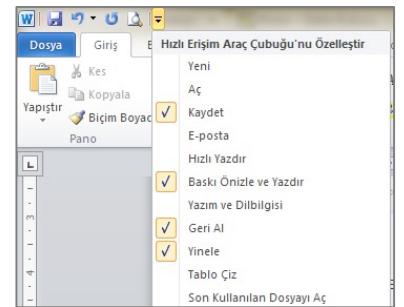 W
Dosya
Giriş
Hızlı Erişim Araç Çubuğu'nu Özelleştir
Kes
Kopyala
Yapıştır
Biçim Boyac
Pano
Yeni
Aç
Kaydet
E-posta
Hızlı Yazdır
Baskı Önizle ve Yazdır
Yazım ve Dilbilgisi
Geri Al
Yinele
Tablo Çiz
Son Kullanılan Dosyayı Aç
L